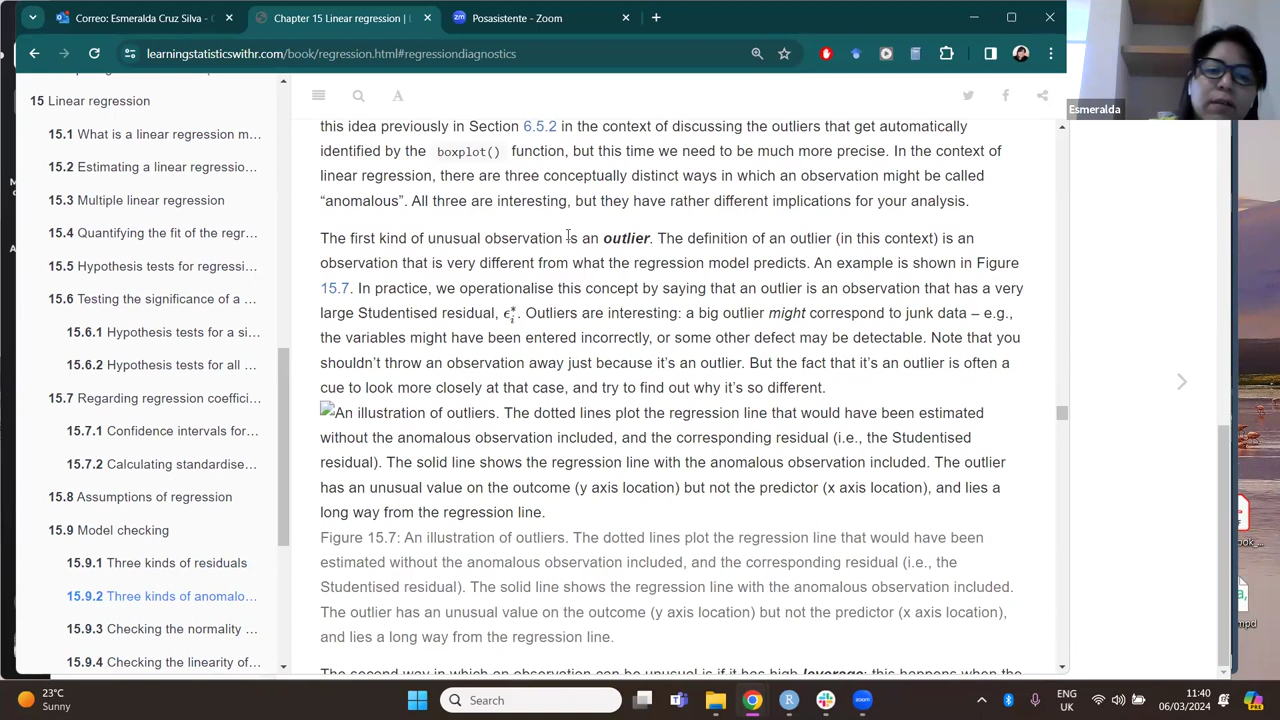 Correo: Esmeralda Cruz Silva -
Chapter 15 Linear regression |
Posasistente - Zoom
learningstatisticswithr.com/book/regression.html#regressiondiagnostics
Esmeralda
15 Linear regression
15.1 What is a linear regression m…
15.2 Estimating a linear regressio…
15.3 Multiple linear regression
15.4 Quantifying the fit of the regr…
15.5 Hypothesis tests for regressi…
15.6 Testing the significance of a …
15.6.1 Hypothesis tests for a si…
15.6.2 Hypothesis tests for all …
15.7 Regarding regression coeffici…
15.7.1 Confidence intervals for…
15.7.2 Calculating standardise…
15.8 Assumptions of regression
15.9 Model checking
15.9.1 Three kinds of residuals
15.9.2 Three kinds of anomalo…
15.9.3 Checking the normality …
15.9.4 Checking the linearity of…
this idea previously in Section 6.5.2 in the context of discussing the outliers that get automatically
identified by the boxplot() function, but this time we need to be much more precise. In the context of
linear regression, there are three conceptually distinct ways in which an observation might be called
“anomalous”. All three are interesting, but they have rather different implications for your analysis.
The first kind of unusual observation is an outlier. The definition of an outlier (in this context) is an
observation that is very different from what the regression model predicts. An example is shown in Figure
15.7. In practice, we operationalise this concept by saying that an outlier is an observation that has a very
large Studentised residual, ϵ*i. Outliers are interesting: a big outlier might correspond to junk data – e.g.,
the variables might have been entered incorrectly, or some other defect may be detectable. Note that you
shouldn’t throw an observation away just because it’s an outlier. But the fact that it’s an outlier is often a
cue to look more closely at that case, and try to find out why it’s so different.
An illustration of outliers. The dotted lines plot the regression line that would have been estimated
without the anomalous observation included, and the corresponding residual (i.e., the Studentised
residual). The solid line shows the regression line with the anomalous observation included. The outlier
has an unusual value on the outcome (y axis location) but not the predictor (x axis location), and lies a
long way from the regression line.
Figure 15.7: An illustration of outliers. The dotted lines plot the regression line that would have been
estimated without the anomalous observation included, and the corresponding residual (i.e., the
Studentised residual). The solid line shows the regression line with the anomalous observation included.
The outlier has an unusual value on the outcome (y axis location) but not the predictor (x axis location),
and lies a long way from the regression line.
The second way in which an observation can be unusual is if it has high leverage: this happens when the
mpd
23°C
Sunny
Search
ENG
UK
11:40
06/03/2024